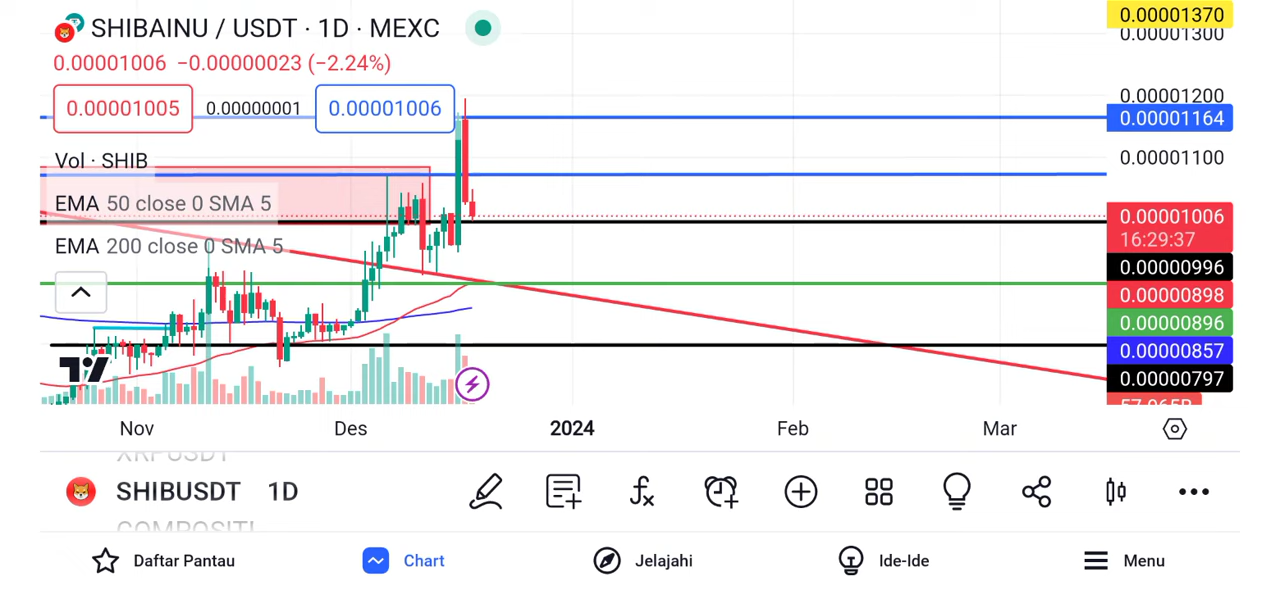 SHIBAINU / USDT · 1D · MEXC
0.00001006 −0.00000023 (−2.24%)
0.00001005 0.00000001 0.00001006
Vol · SHIB
EMA 50 close 0 SMA 5
EMA 200 close 0 SMA 5
0.00001370
0.00001300
0.00001200
0.00001164
0.00001100
0.00001006
16:29:37
0.00000996
0.00000898
0.00000896
0.00000857
0.00000797
Nov Des 2024 Feb Mar
XRPUSDT
SHIBUSDT 1D
Daftar Pantau Chart Jelajahi Ide-Ide Menu